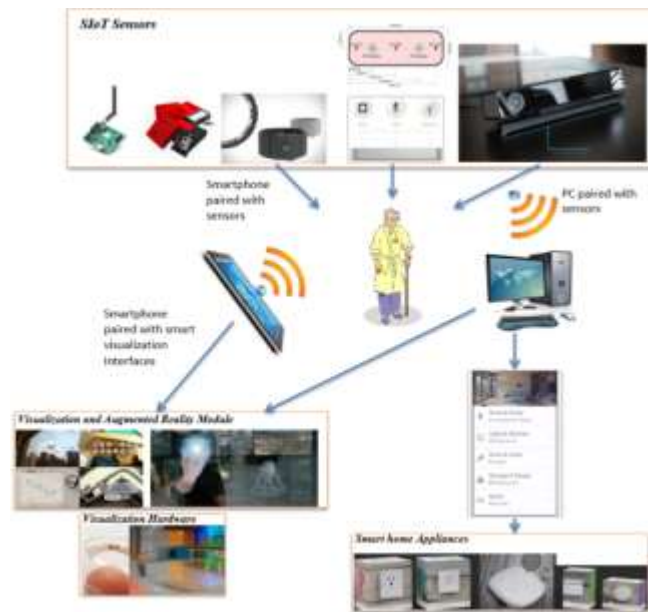 SIoT Sensors
Smartphone
paired with
sensors
PC paired with
sensors
Smartphone
paired with smart
visualization
interfaces
Visualization and Augmented Reality Module
Visualization Hardware
Smart home Appliances